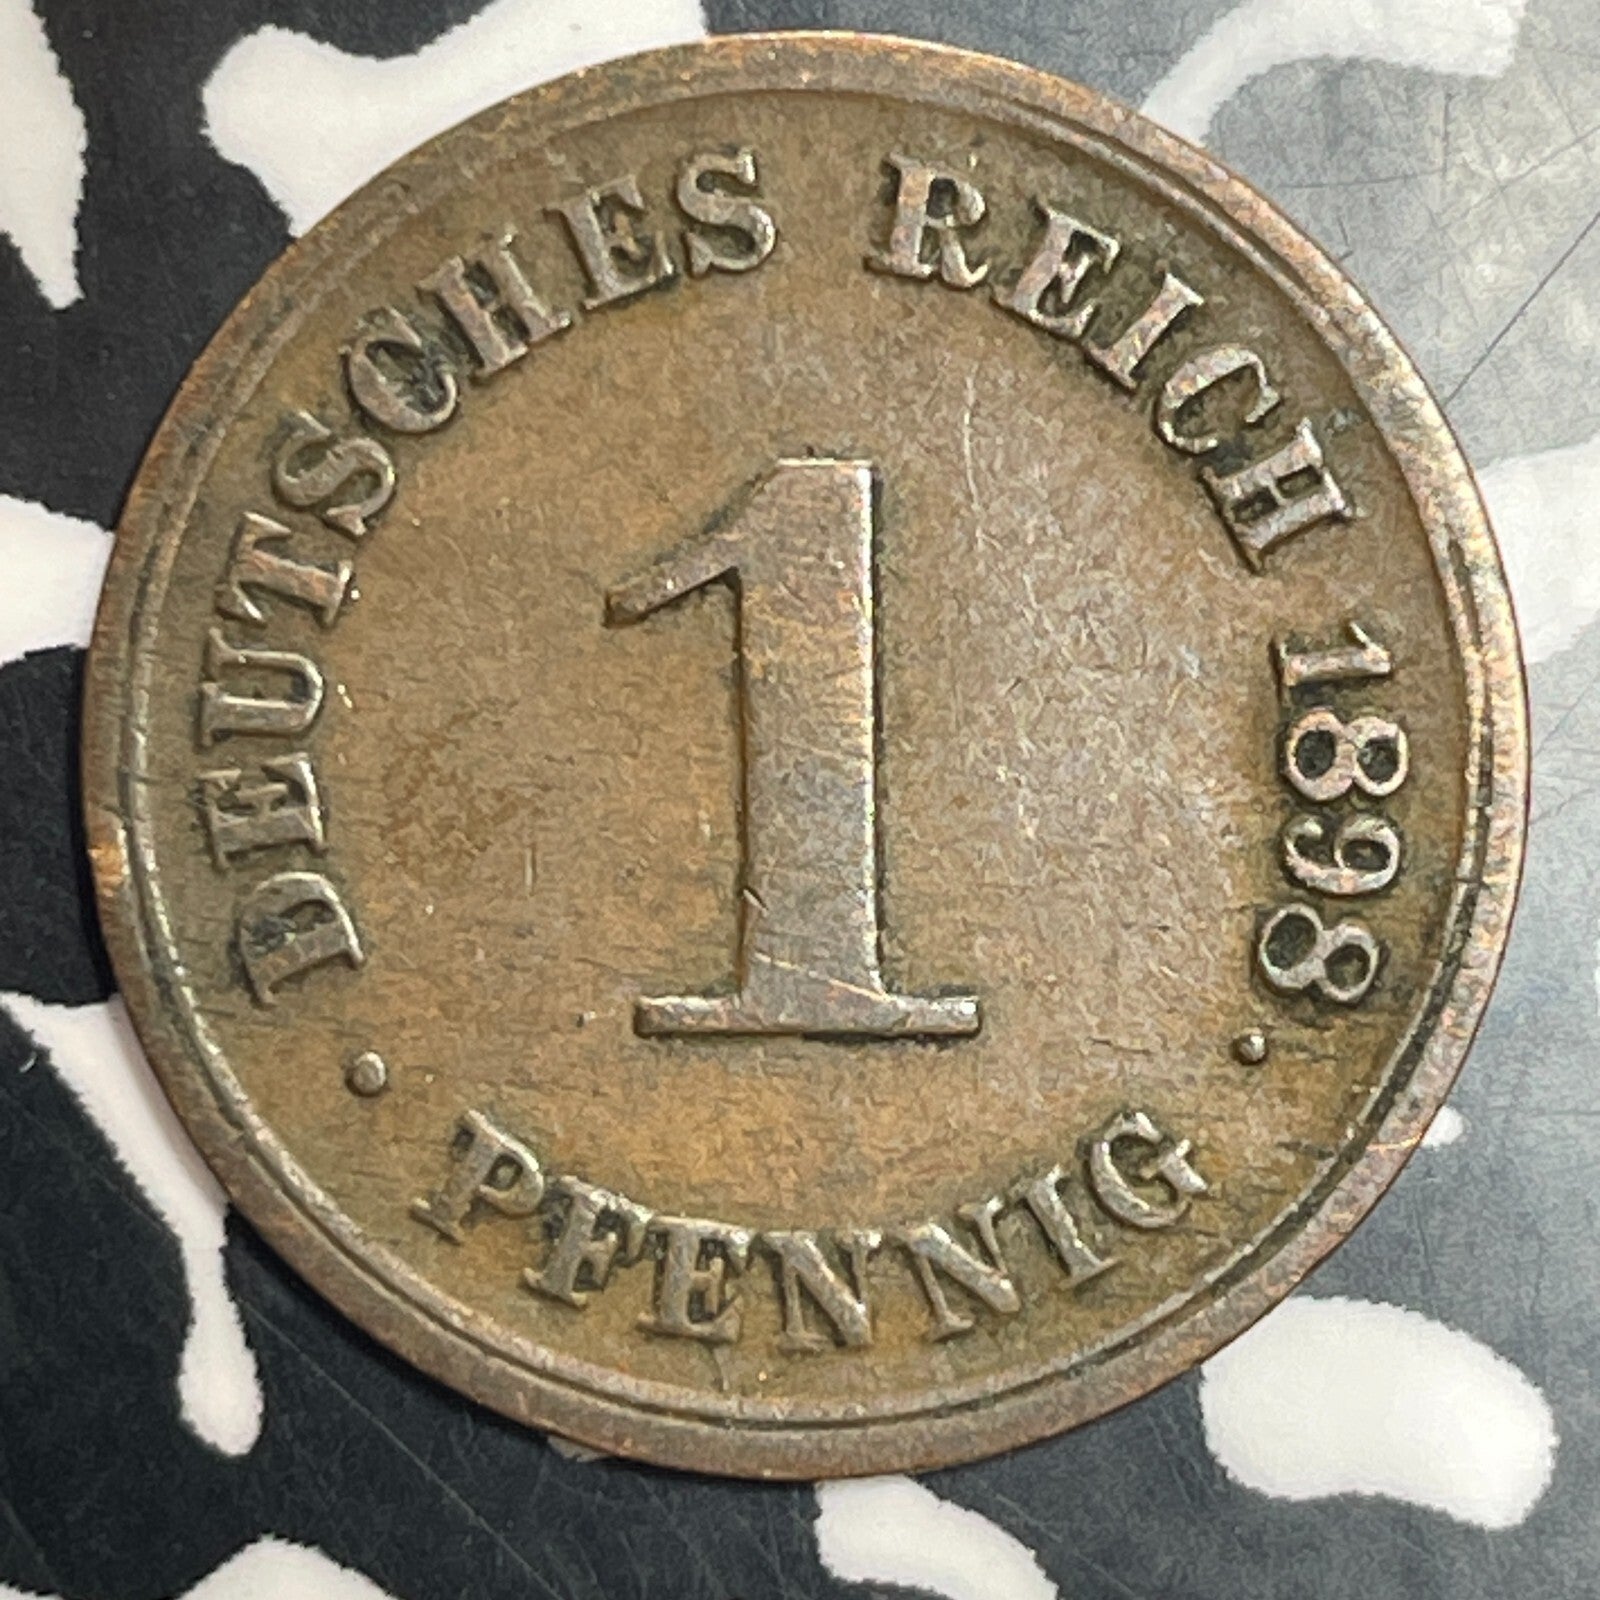 DEUTSCHES REICH 1898
1
• PFENNIG •